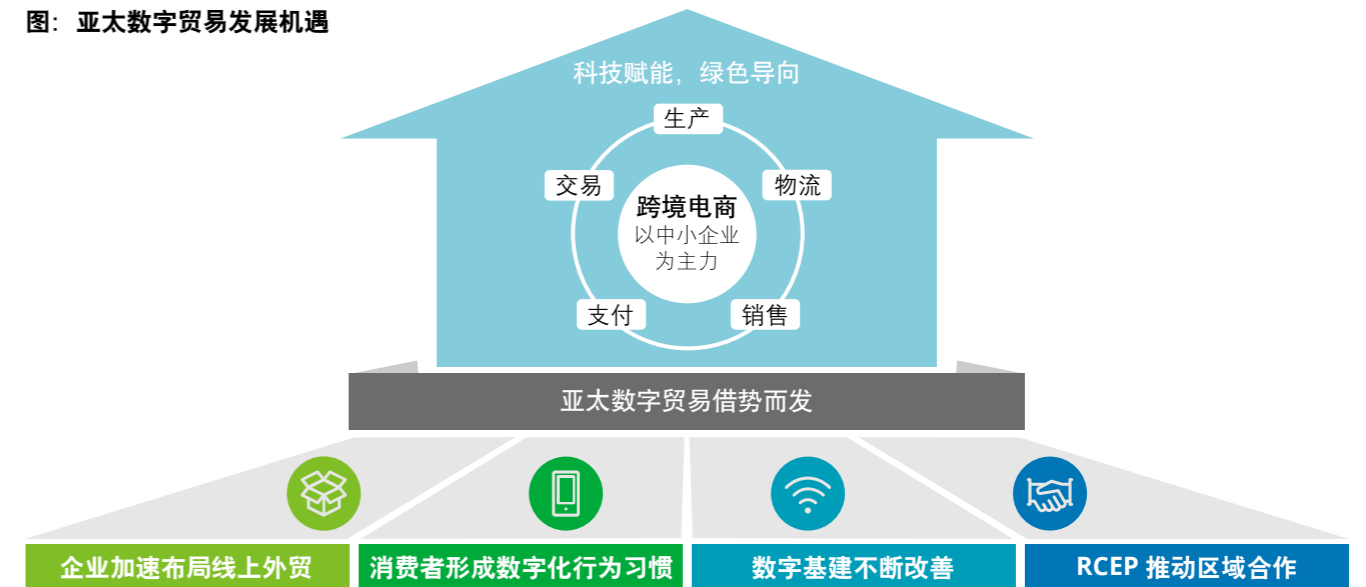 图：亚太数字贸易发展机遇
科技赋能，绿色导向
生产
交易
物流
跨境电商
以中小企业
为主力
支付
销售
亚太数字贸易借势而发
企业加速布局线上外贸
消费者形成数字化行为习惯
数字基建不断改善
RCEP 推动区域合作